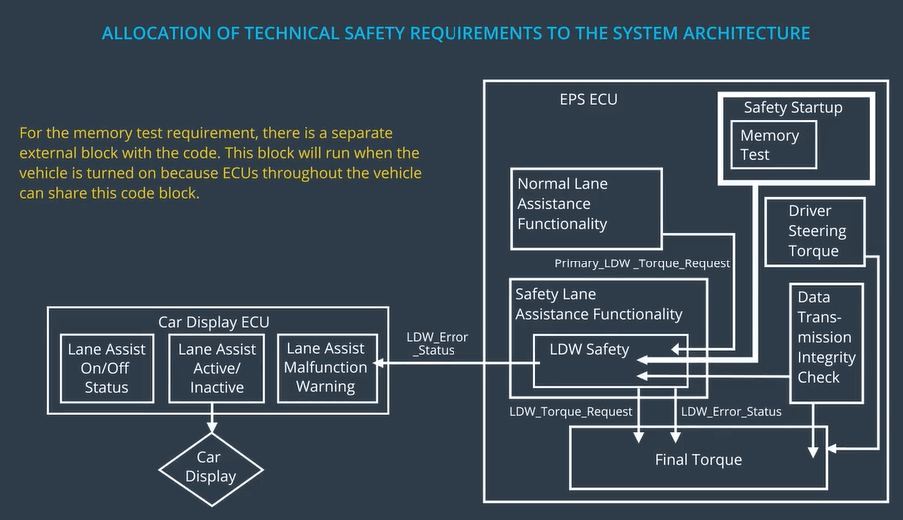 ALLOCATION OF TECHNICAL SAFETY REQUIREMENTS TO THE SYSTEM ARCHITECTURE
For the memory test requirement, there is a separate
external block with the code. This block will run when the
vehicle is turned on because ECUs throughout the vehicle
can share this code block.
EPS ECU
Safety Startup
Memory
Test
Normal Lane
Assistance
Functionality
Driver
Steering
Torque
Primary_LDW _Torque_Request
Safety Lane
Assistance Functionality
LDW Safety
Data
Trans-
mission
Integrity
Check
Car Display ECU
Lane Assist
On/Off
Status
Lane Assist
Active/
Inactive
Lane Assist
Malfunction
Warning
LDW_Error
_Status
LDW_Torque_Request
LDW_Error_Status
Final Torque
Car
Display